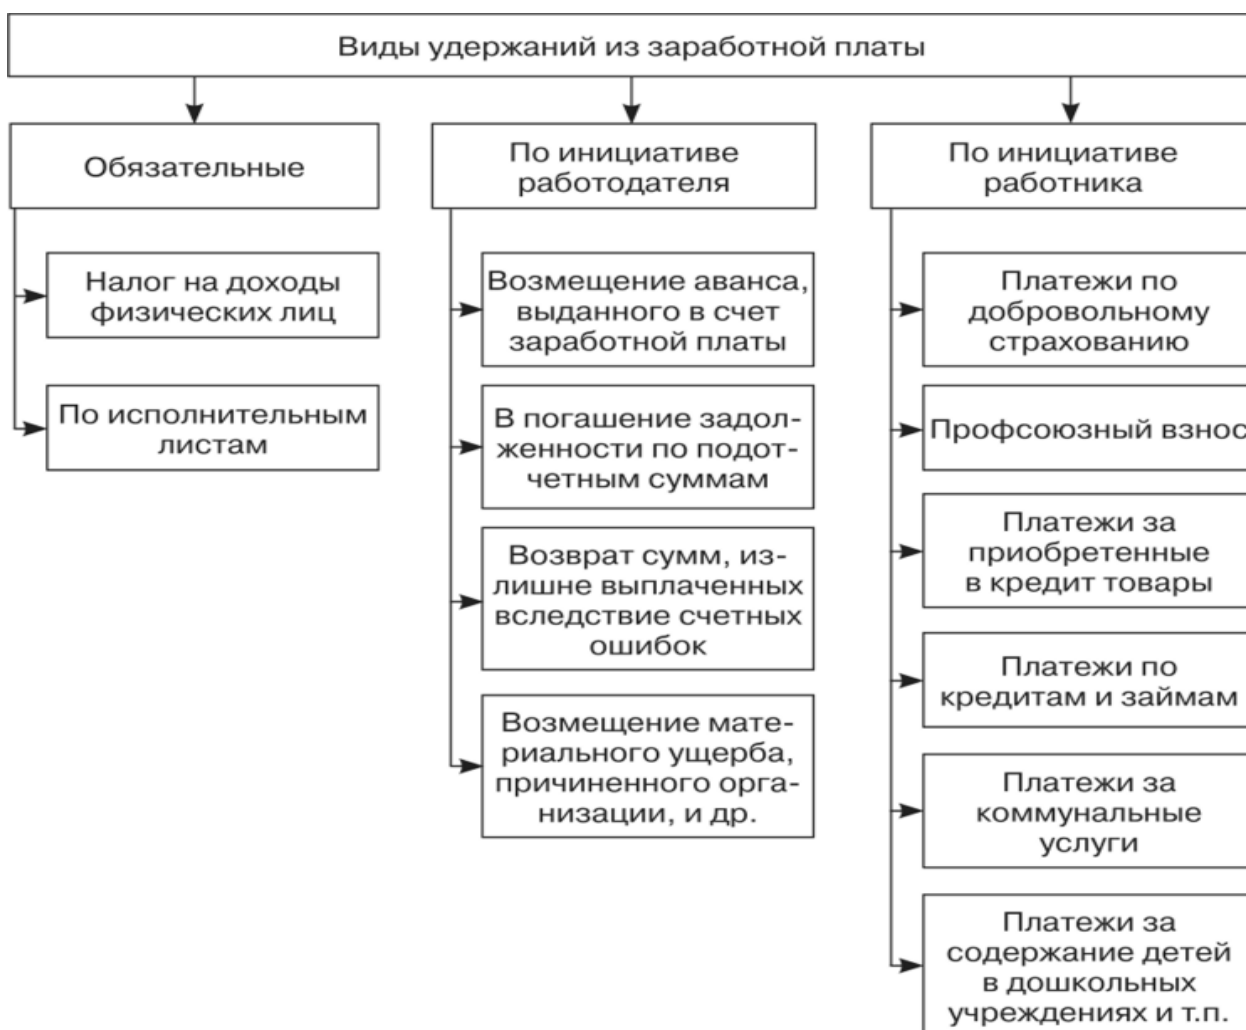 Виды удержаний из заработной платы
Обязательные
Налог на доходы
физических лиц
По исполнительным
листам
По инициативе
работодателя
Возмещение аванса,
выданного в счет
заработной платы
В погашение задол-
женности по подот-
четным суммам
Возврат сумм, из-
лишне выплаченных
вследствие счетных
ошибок
Возмещение мате-
риального ущерба,
причиненного орга-
низации, и др.
По инициативе
работника
Платежи по
добровольному
страхованию
Профсоюзный взнос
Платежи за
приобретенные
в кредит товары
Платежи по
кредитам и займам
Платежи за
коммунальные
услуги
Платежи за
содержание детей
в дошкольных
учреждениях и т.п.